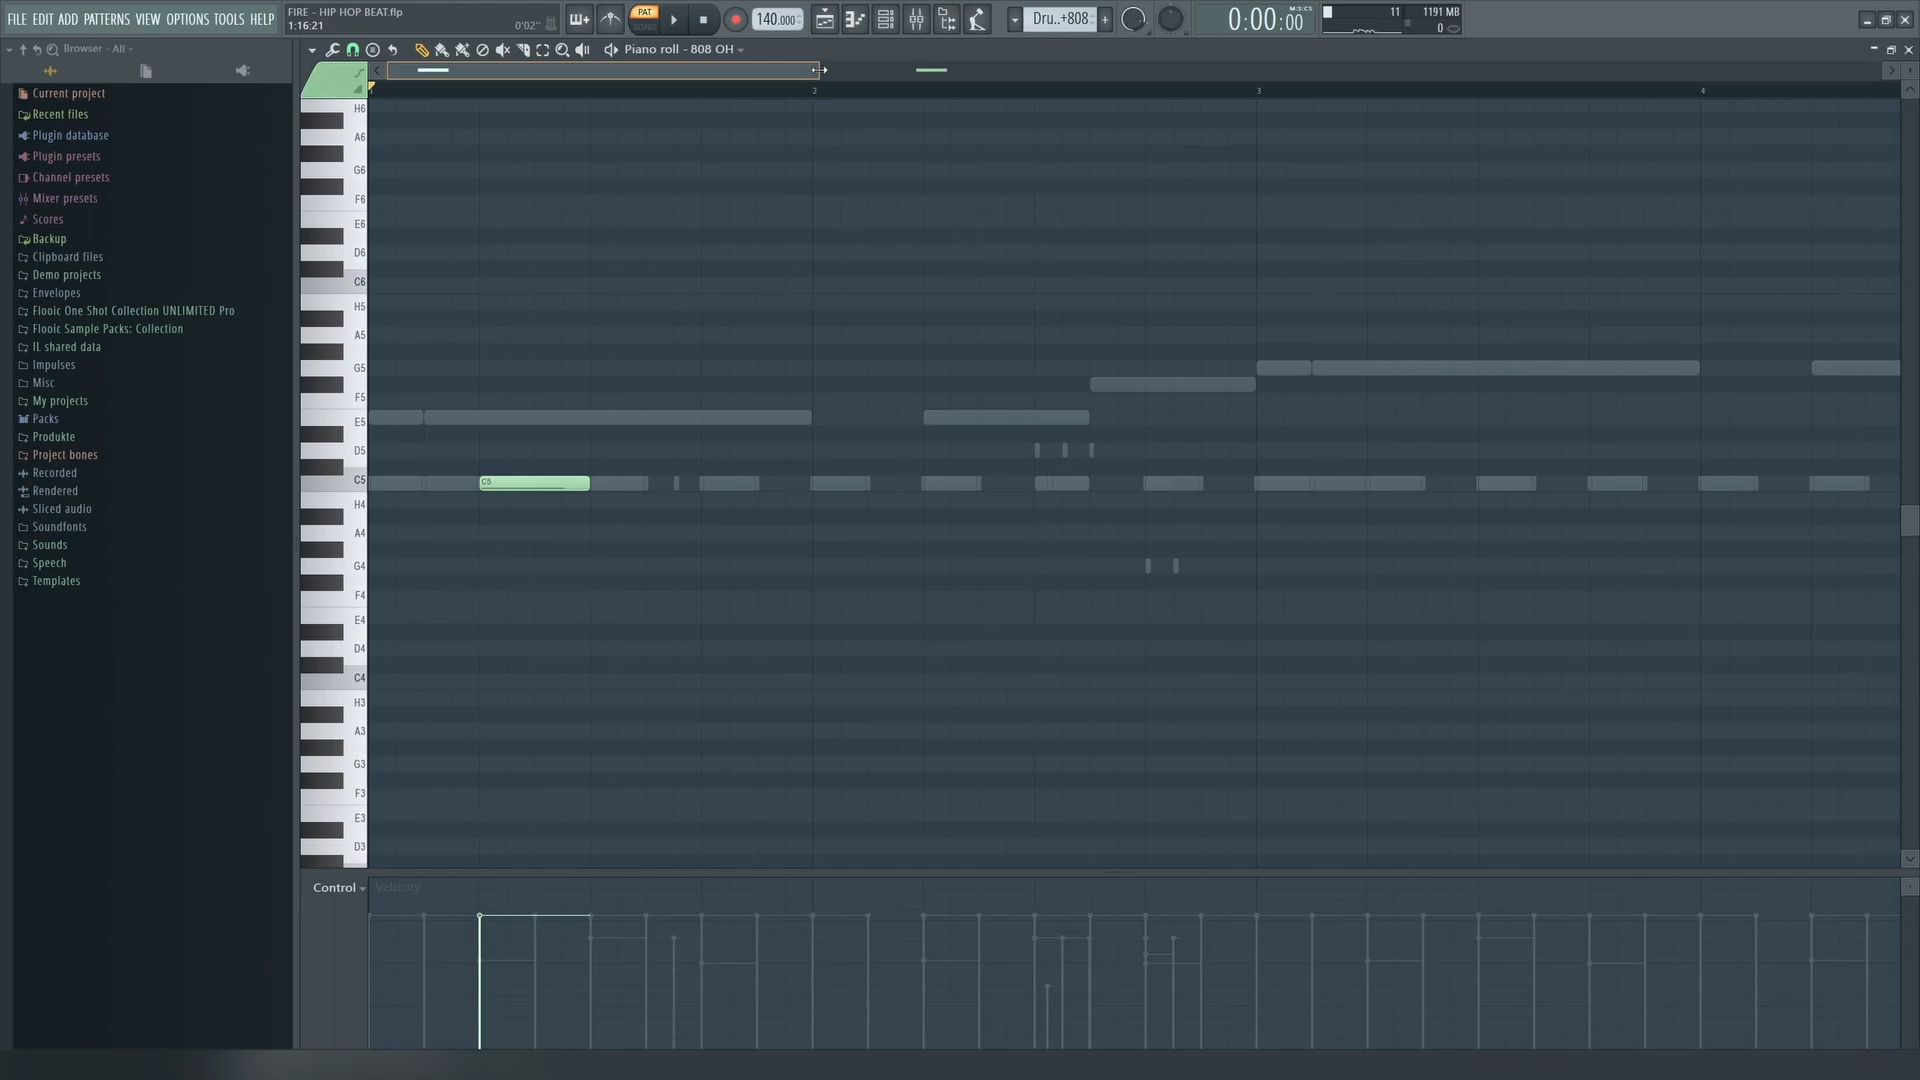 FILE EDIT ADD PATTERNS VIEW OPTIONS TOOLS HELP
FIRE - HIP HOP BEAT.flp
1:16:21
0'02"
PAT
SONG
140.000
Dru..+808
0:00:00
M:S:CS
11
1191 MB
0
Browser - All
Piano roll - 808 OH
Current project
Recent files
Plugin database
Plugin presets
Channel presets
Mixer presets
Scores
Backup
Clipboard files
Demo projects
Envelopes
Flooic One Shot Collection UNLIMITED Pro
Flooic Sample Packs: Collection
IL shared data
Impulses
Misc
My projects
Packs
Produkte
Project bones
Recorded
Rendered
Sliced audio
Soundfonts
Sounds
Speech
Templates
2
3
4
H6
A6
G6
F6
E6
D6
C6
H5
A5
G5
F5
E5
D5
C5
C5
H4
A4
G4
F4
E4
D4
C4
H3
A3
G3
F3
E3
D3
Control
Velocity